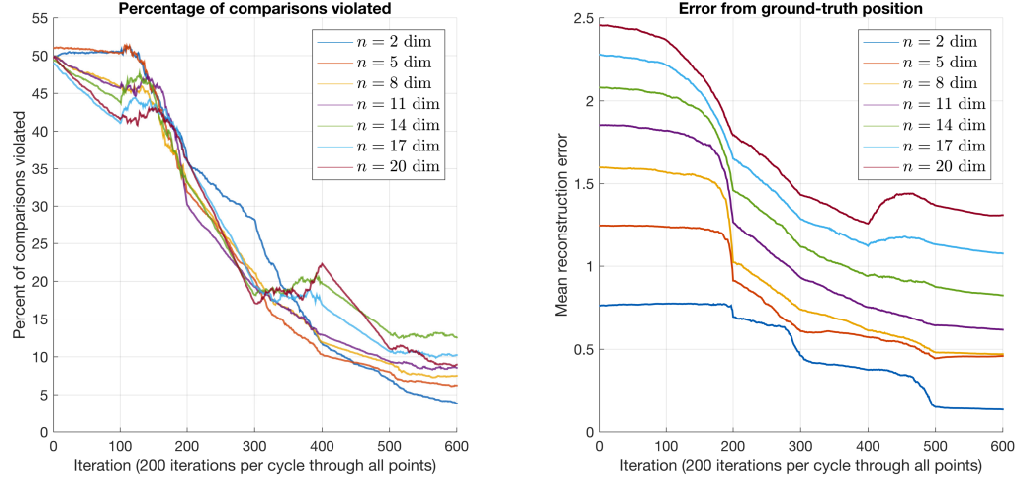 Percentage of comparisons violated
55
50
45
40
35
30
25
20
15
10
5
0
Percent of comparisons violated
0
100
200
300
400
500
600
Iteration (200 iterations per cycle through all points)
n = 2 dim
n = 5 dim
n = 8 dim
n = 11 dim
n = 14 dim
n = 17 dim
n = 20 dim
Error from ground-truth position
2.5
2
1.5
1
0.5
0
Mean reconstruction error
0
100
200
300
400
500
600
Iteration (200 iterations per cycle through all points)
n = 2 dim
n = 5 dim
n = 8 dim
n = 11 dim
n = 14 dim
n = 17 dim
n = 20 dim